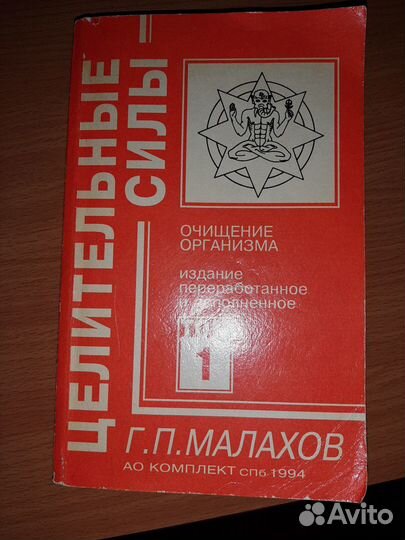 ЦЕЛИТЕЛЬНЫЕ
СИЛЫ
ОЧИЩЕНИЕ
ОРГАНИЗМА
издание
переработанное
и дополненное
1
Г.П.МАЛАХОВ
АО КОМПЛЕКТ СПб 1994
Avito